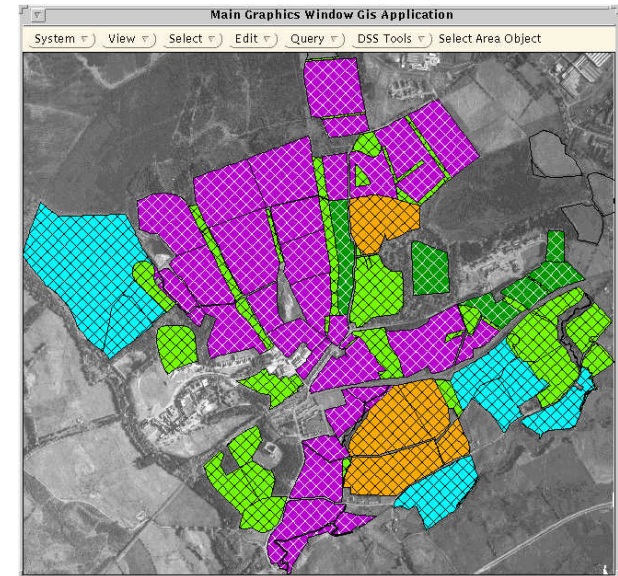 Main Graphics Window Gis Application
System View Select Edit Query DSS Tools Select Area Object